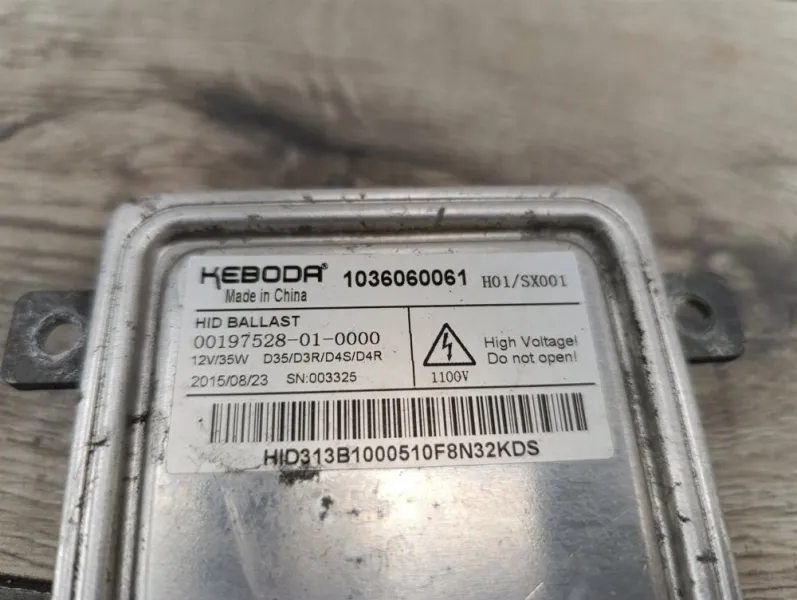 KEBODA® 1036060061 H01/SX001
Made in China
HID BALLAST
00197528-01-0000
12V/35W D3S/D3R/D4S/D4R
2015/08/23 SN:003325
High Voltage!
Do not open!
1100V
HID313B1000510F8N32KDS